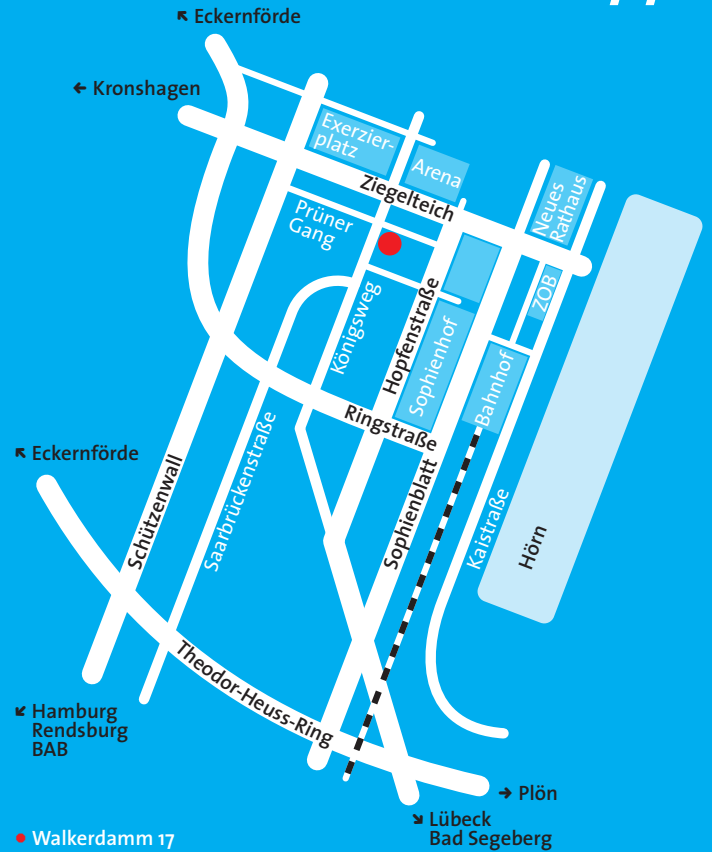 ↖ Eckernförde
← Kronshagen
Exerzier-
platz
Arena
Ziegelteich
Neues
Rathaus
Prüner
Gang
ZOB
Königsweg
Hopfenstraße
Sophienhof
Bahnhof
Ringstraße
↖ Eckernförde
Schützenwall
Saarbrückenstraße
Sophienblatt
Kaistraße
Hörn
Theodor-Heuss-Ring
↙ Hamburg
Rendsburg
BAB
→ Plön
↘ Lübeck
Bad Segeberg
Walkerdamm 17